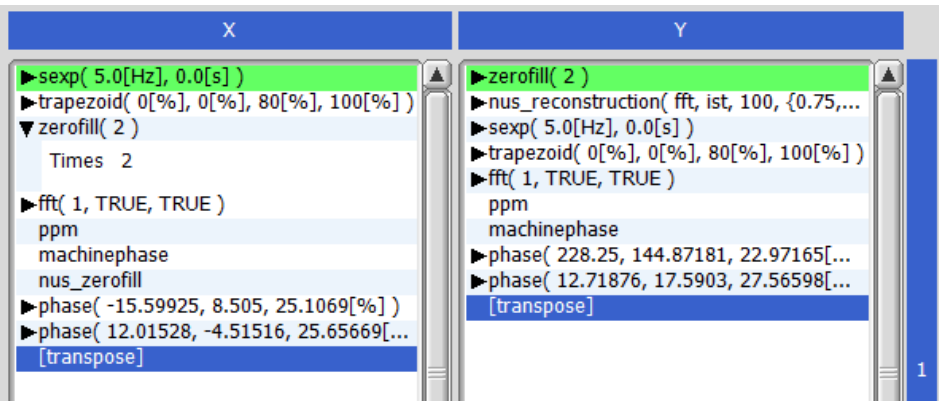 X
▶sexp( 5.0[Hz], 0.0[s] )
▶trapezoid( 0[%], 0[%], 80[%], 100[%] )
▼zerofill( 2 )
Times 2
▶fft( 1, TRUE, TRUE )
ppm
machinephase
nus_zerofill
▶phase( -15.59925, 8.505, 25.1069[%] )
▶phase( 12.01528, -4.51516, 25.65669[...
[transpose]
Y
▶zerofill( 2 )
▶nus_reconstruction( fft, ist, 100, {0.75,...
▶sexp( 5.0[Hz], 0.0[s] )
▶trapezoid( 0[%], 0[%], 80[%], 100[%] )
▶fft( 1, TRUE, TRUE )
ppm
machinephase
▶phase( 228.25, 144.87181, 22.97165[...
▶phase( 12.71876, 17.5903, 27.56598[...
[transpose]
1